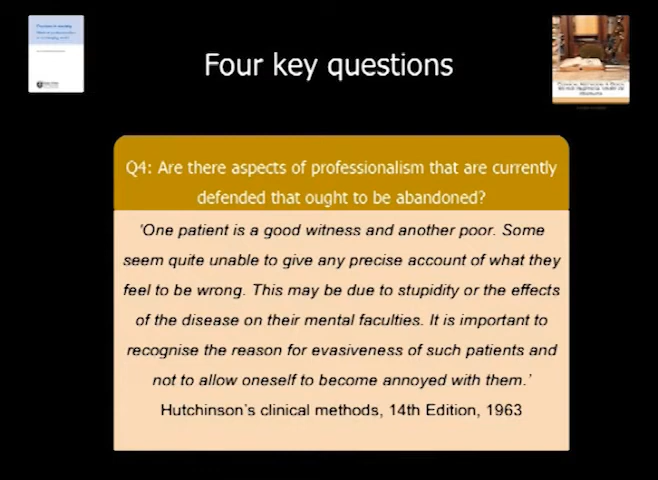 Four key questions
Q4: Are there aspects of professionalism that are currently
defended that ought to be abandoned?
'One patient is a good witness and another poor. Some
seem quite unable to give any precise account of what they
feel to be wrong. This may be due to stupidity or the effects
of the disease on their mental faculties. It is important to
recognise the reason for evasiveness of such patients and
not to allow oneself to become annoyed with them.'
Hutchinson's clinical methods, 14th Edition, 1963